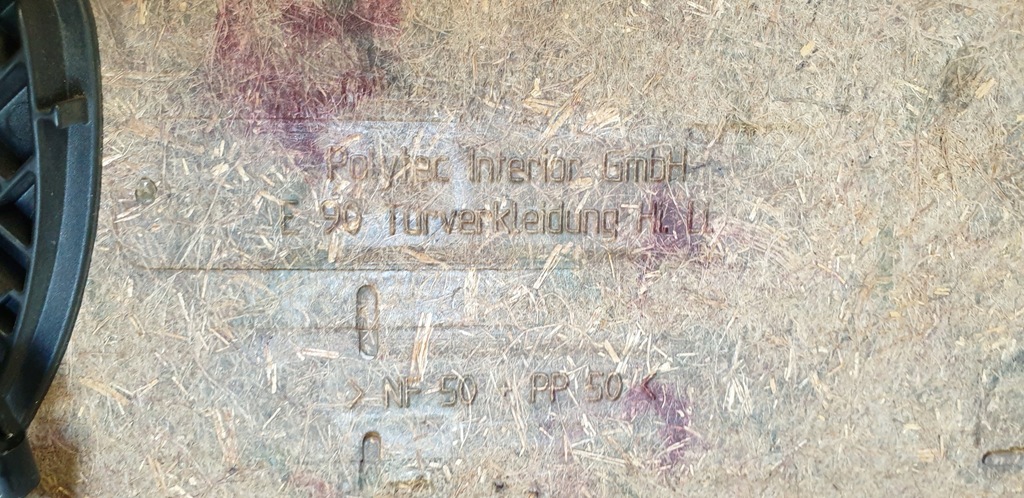 Polytec Interior GmbH
E 90 Türverkleidung Hi. Li.
> NF 50 + PP 50 <